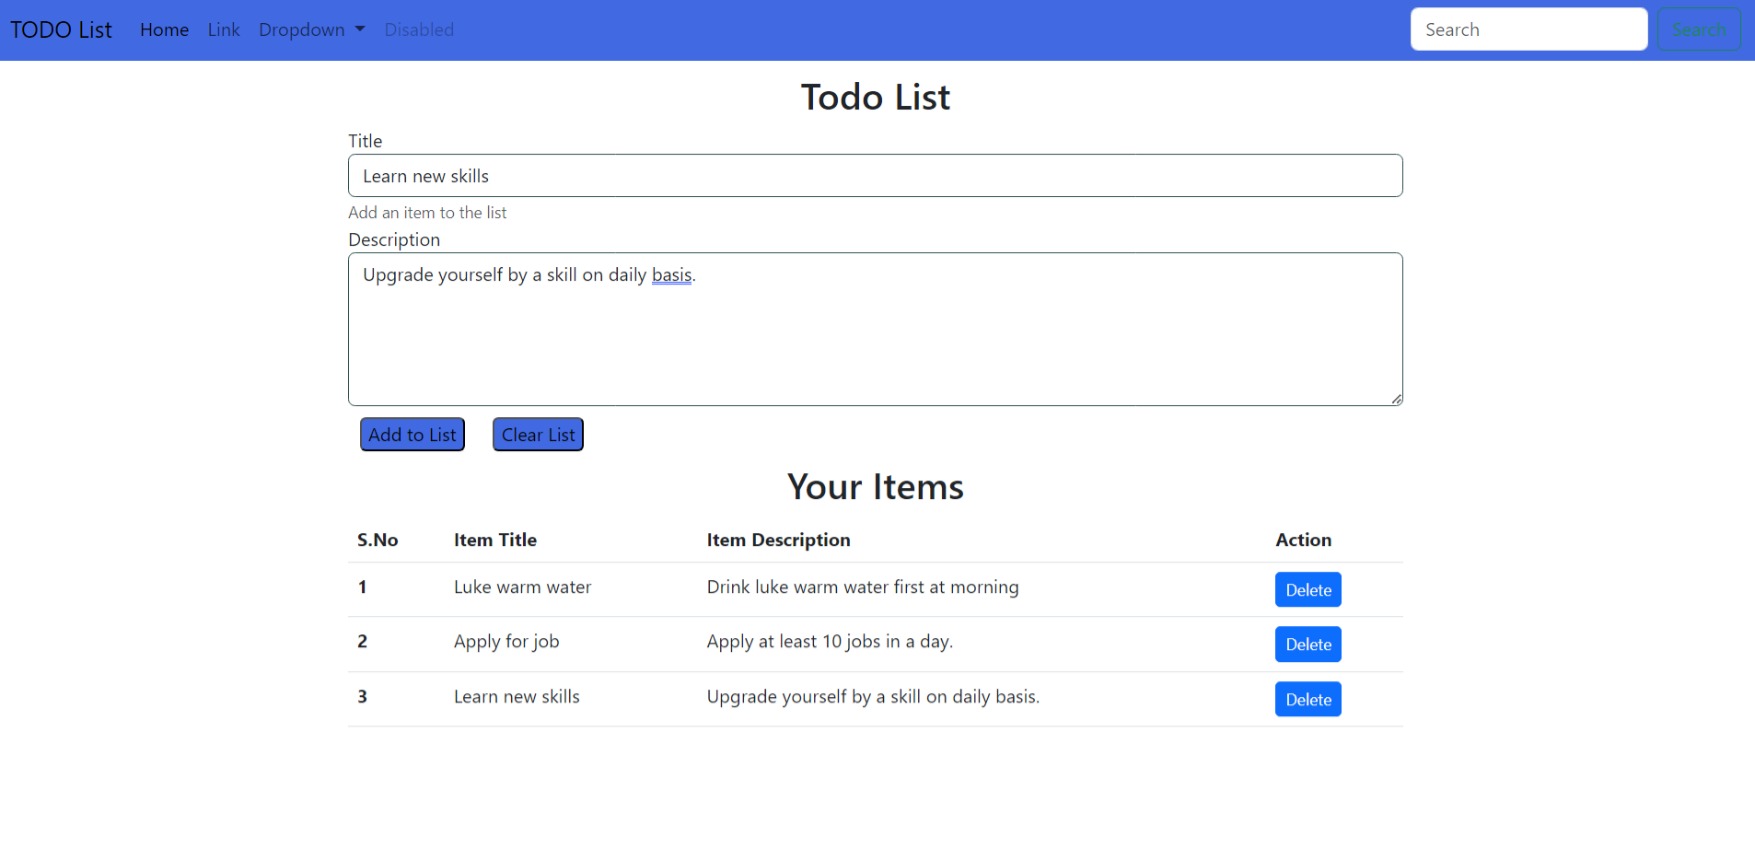 TODO List Home Link Dropdown Disabled Search Search
Todo List
Title
Learn new skills
Add an item to the list
Description
Upgrade yourself by a skill on daily basis.
Add to List Clear List
Your Items
S.No Item Title Item Description Action
1 Luke warm water Drink luke warm water first at morning Delete
2 Apply for job Apply at least 10 jobs in a day. Delete
3 Learn new skills Upgrade yourself by a skill on daily basis. Delete